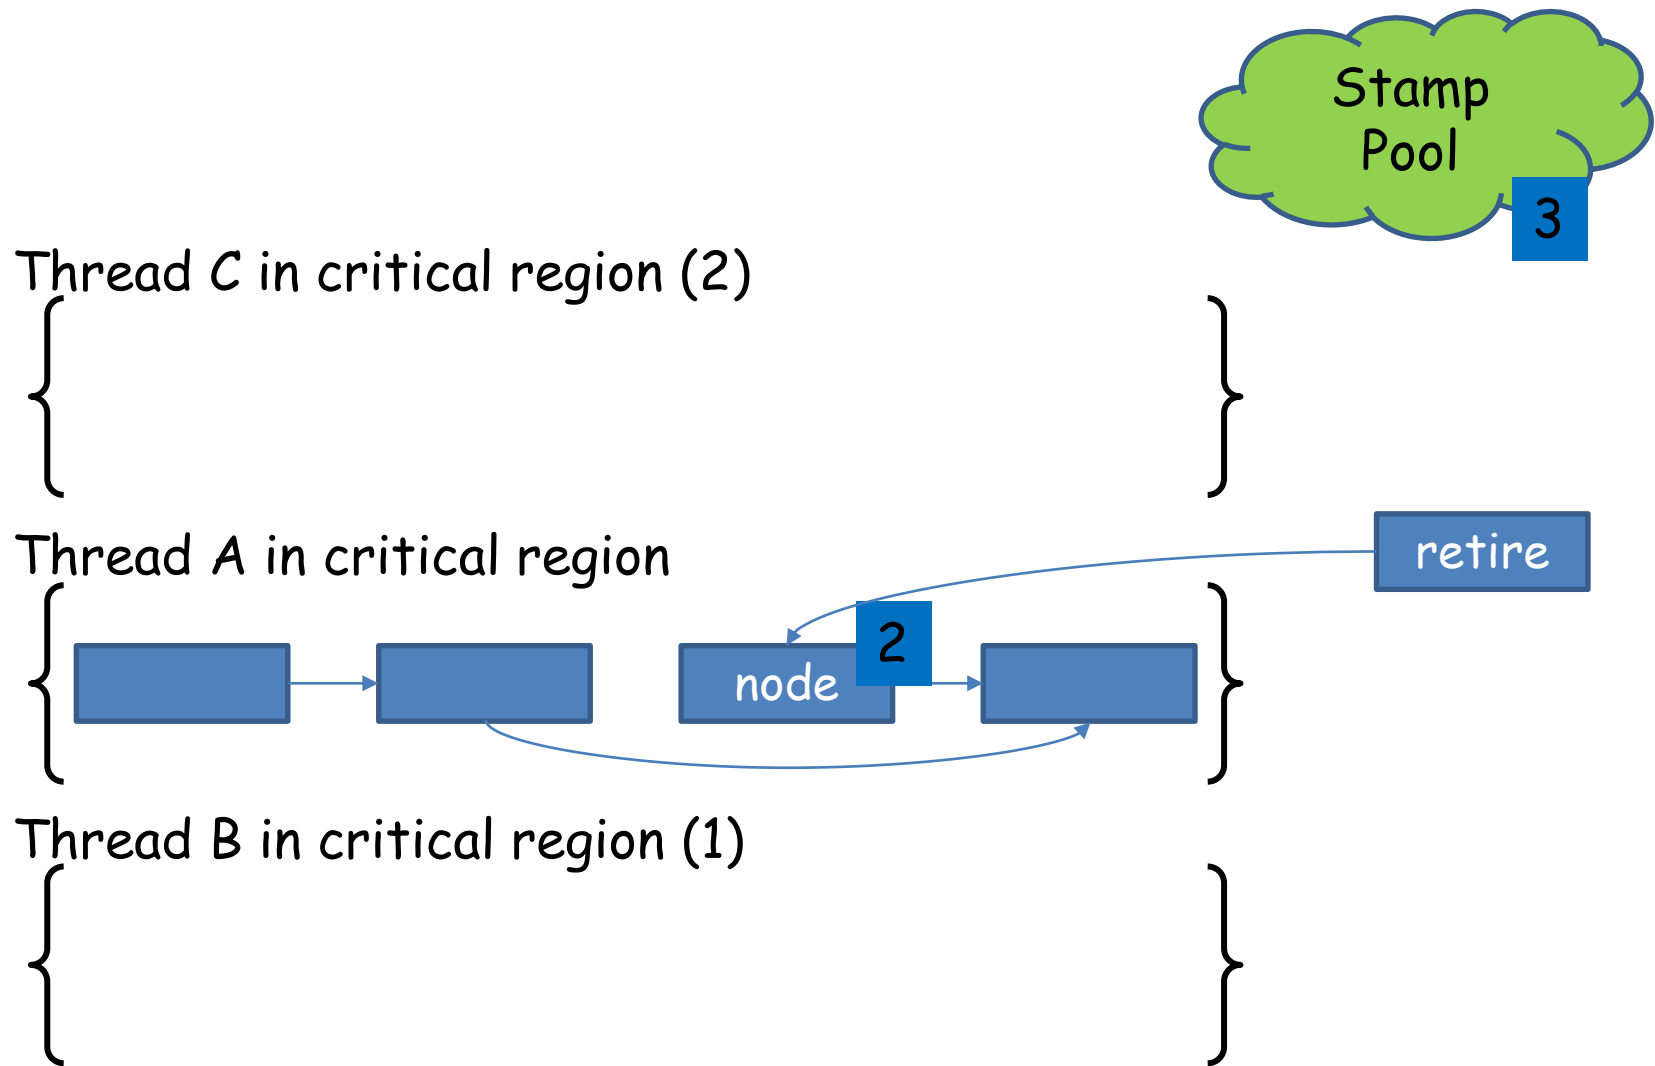 Stamp
Pool
3
Thread C in critical region (2)
Thread A in critical region
retire
2
node
Thread B in critical region (1)